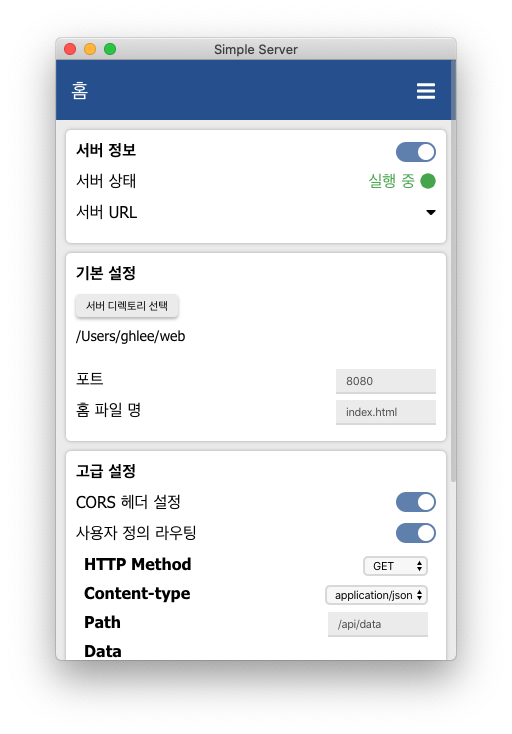 Simple Server
홈
서버 정보
서버 상태 실행 중
서버 URL
기본 설정
서버 디렉토리 선택
/Users/ghlee/web
포트 8080
홈 파일 명 index.html
고급 설정
CORS 헤더 설정
사용자 정의 라우팅
HTTP Method GET
Content-type application/json
Path /api/data
Data